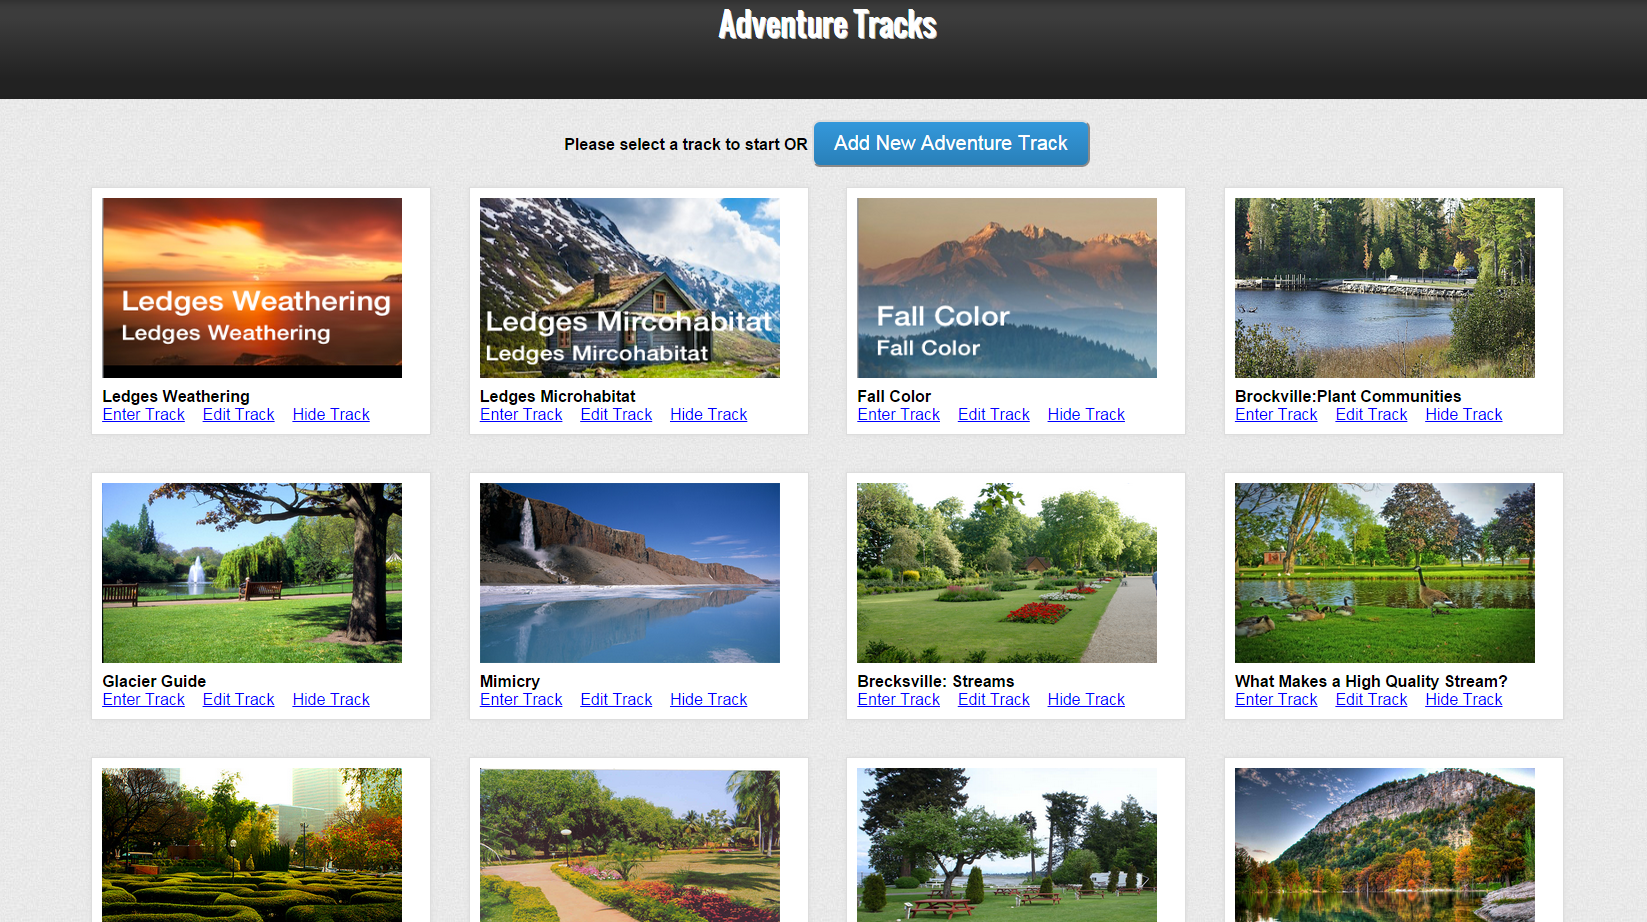 Adventure Tracks
Please select a track to start OR Add New Adventure Track
Ledges Weathering
Ledges Weathering
Ledges Weathering
Enter Track Edit Track Hide Track
Ledges Mircohabitat
Ledges Mircohabitat
Ledges Microhabitat
Enter Track Edit Track Hide Track
Fall Color
Fall Color
Fall Color
Enter Track Edit Track Hide Track
Brockville:Plant Communities
Enter Track Edit Track Hide Track
Glacier Guide
Enter Track Edit Track Hide Track
Mimicry
Enter Track Edit Track Hide Track
Brecksville: Streams
Enter Track Edit Track Hide Track
What Makes a High Quality Stream?
Enter Track Edit Track Hide Track